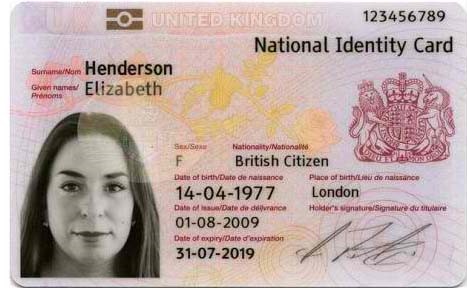 UNITED KINGDOM
123456789
National Identity Card
Surname/Nom Henderson
Given names/ Prénoms Elizabeth
Sex/Sexe Nationality/Nationalité
F British Citizen
Date of birth/Date de naissance Place of birth/Lieu de naissance
14-04-1977 London
Date of issue/Date de délivrance Holder's signature/Signature du titulaire
01-08-2009
Date of expiry/Date d'expiration
31-07-2019